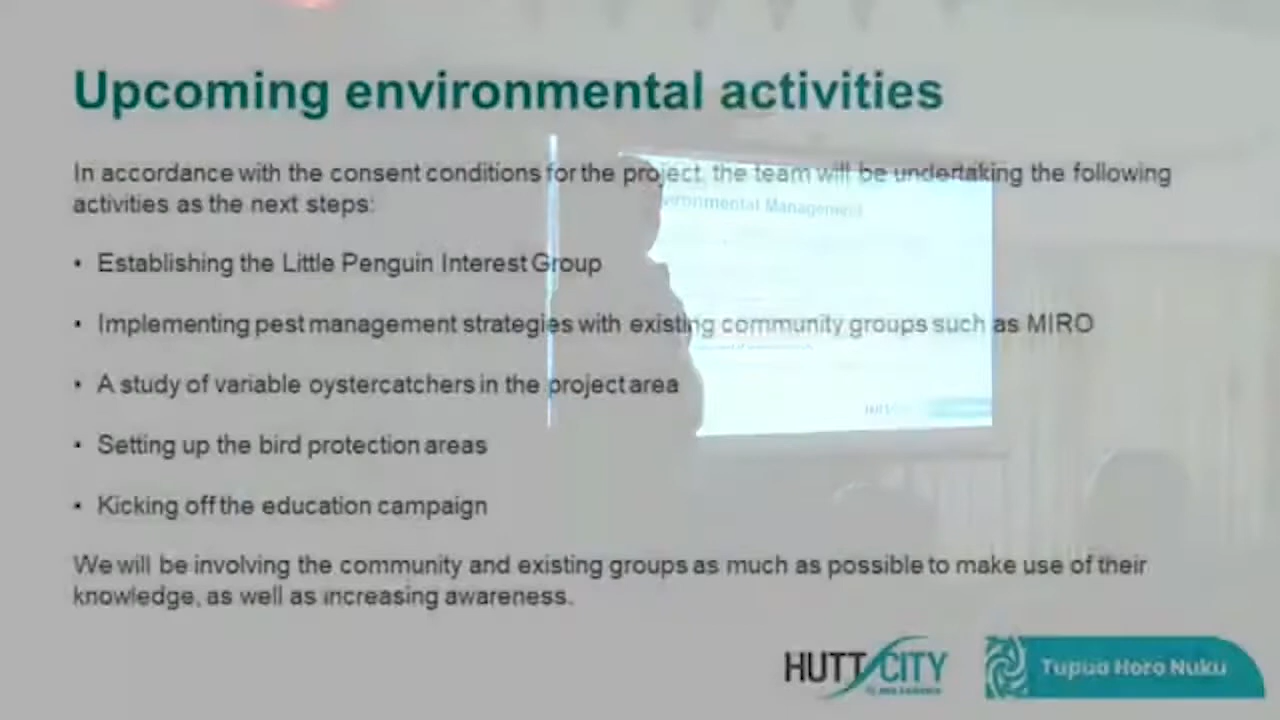 Upcoming environmental activities
In accordance with the consent conditions for the project, the team will be undertaking the following
activities as the next steps:
• Establishing the Little Penguin Interest Group
• Implementing pest management strategies with existing community groups such as MIRO
• A study of variable oystercatchers in the project area
• Setting up the bird protection areas
• Kicking off the education campaign
We will be involving the community and existing groups as much as possible to make use of their
knowledge, as well as increasing awareness.
vironmental Management
HUTT CITY
Tupua Horo Nuku